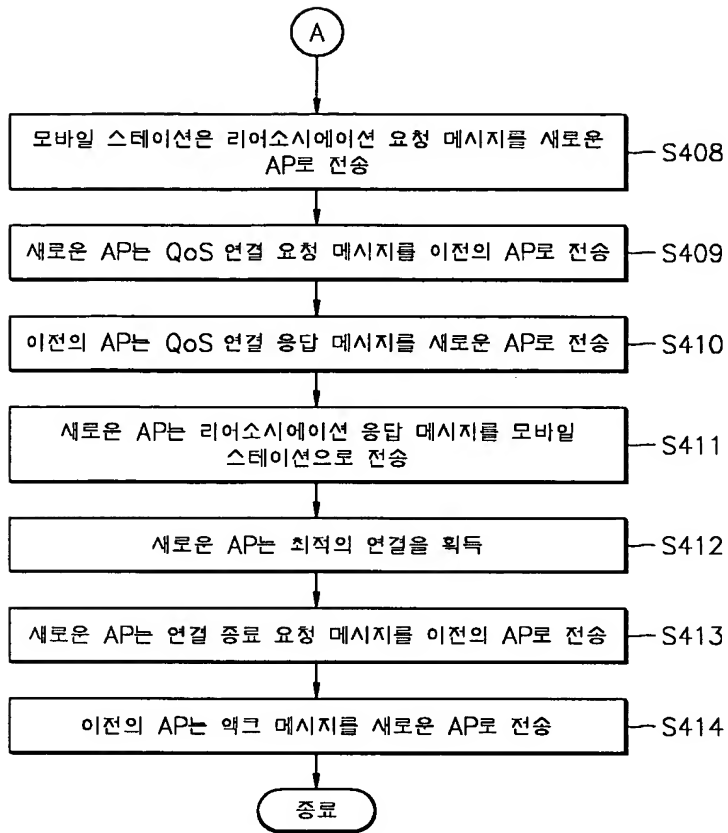 A
모바일 스테이션은 리어소시에이션 요청 메시지를 새로운
AP로 전송
S408
새로운 AP는 QoS 연결 요청 메시지를 이전의 AP로 전송
S409
이전의 AP는 QoS 연결 응답 메시지를 새로운 AP로 전송
S410
새로운 AP는 리어소시에이션 응답 메시지를 모바일
스테이션으로 전송
S411
새로운 AP는 최적의 연결을 획득
S412
새로운 AP는 연결 종료 요청 메시지를 이전의 AP로 전송
S413
이전의 AP는 액크 메시지를 새로운 AP로 전송
S414
종료